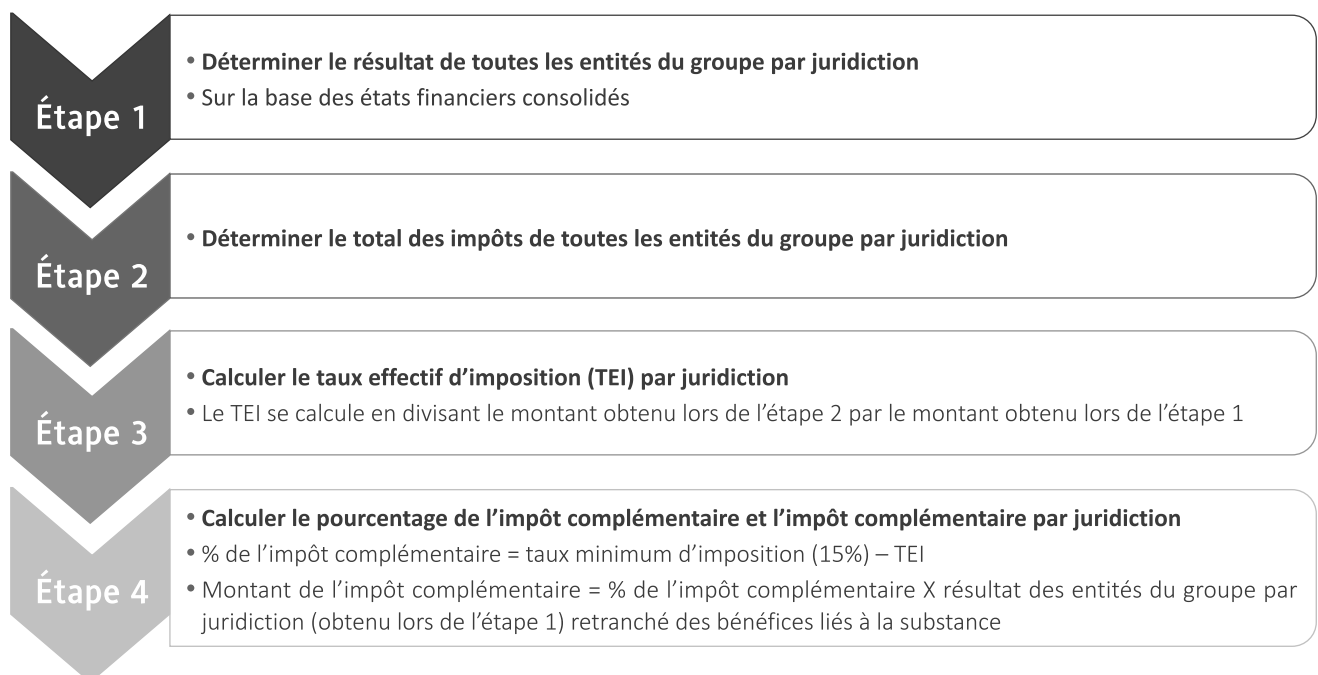 Étape 1
• Déterminer le résultat de toutes les entités du groupe par juridiction
• Sur la base des états financiers consolidés
Étape 2
• Déterminer le total des impôts de toutes les entités du groupe par juridiction
Étape 3
• Calculer le taux effectif d’imposition (TEI) par juridiction
• Le TEI se calcule en divisant le montant obtenu lors de l’étape 2 par le montant obtenu lors de l’étape 1
Étape 4
• Calculer le pourcentage de l’impôt complémentaire et l’impôt complémentaire par juridiction
• % de l’impôt complémentaire = taux minimum d’imposition (15%) – TEI
• Montant de l’impôt complémentaire = % de l’impôt complémentaire X résultat des entités du groupe par
juridiction (obtenu lors de l’étape 1) retranché des bénéfices liés à la substance